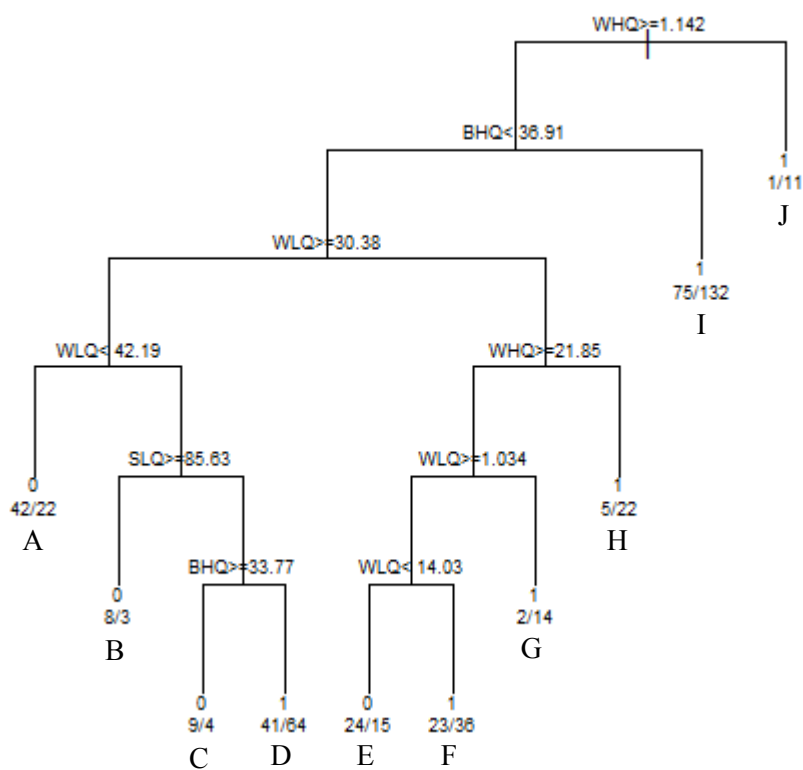 WHQ>=1.142
BHQ< 36.91
1
1/11
J
WLQ>=30.38
1
75/132
I
WLQ< 42.19
WHQ>=21.85
SLQ>=85.63
WLQ>=1.034
0
42/22
A
1
5/22
H
BHQ>=33.77
WLQ< 14.03
0
8/3
B
1
2/14
G
0
9/4
C
1
41/64
D
0
24/15
E
1
23/36
F